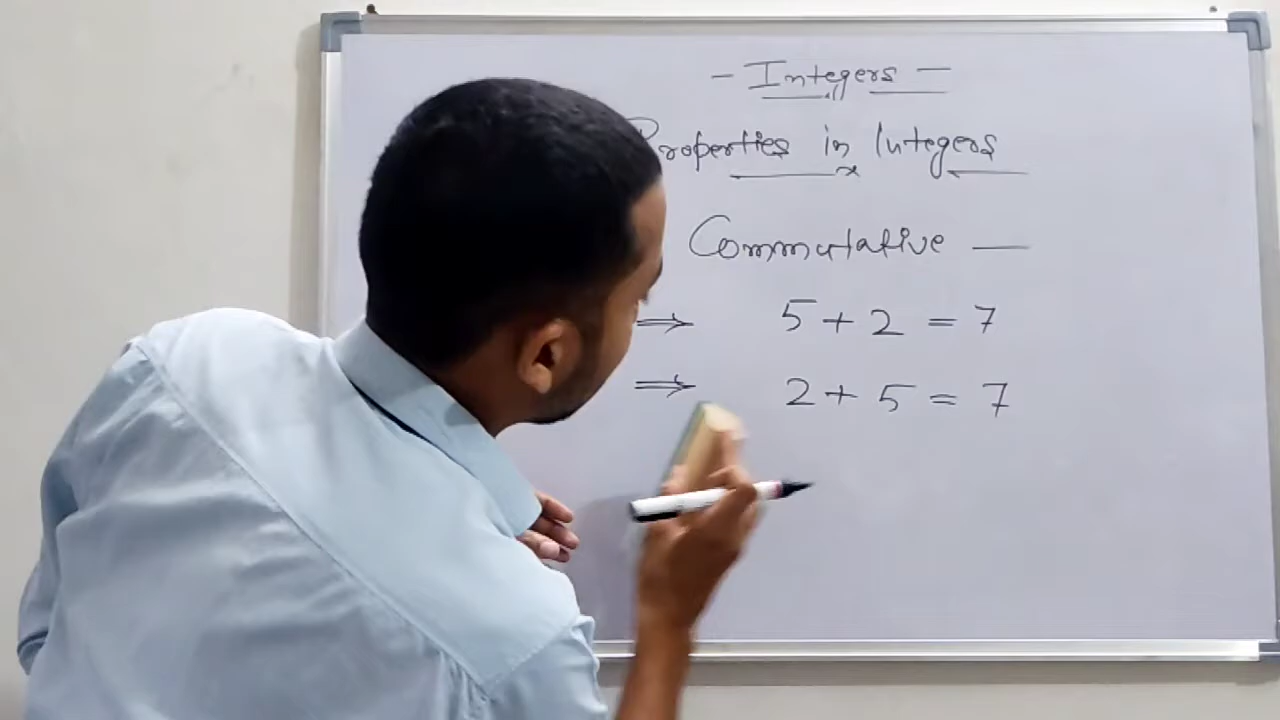 - Integers -
Properties in Integers
Commutative —
⇒ 5 + 2 = 7
⇒ 2 + 5 = 7